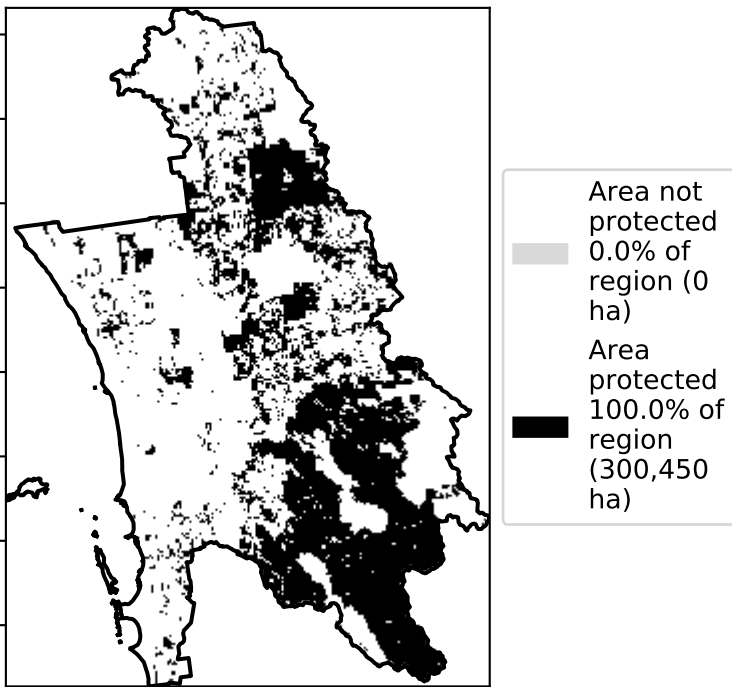 Area not
protected
0.0% of
region (0
ha)
Area
protected
100.0% of
region
(300,450
ha)